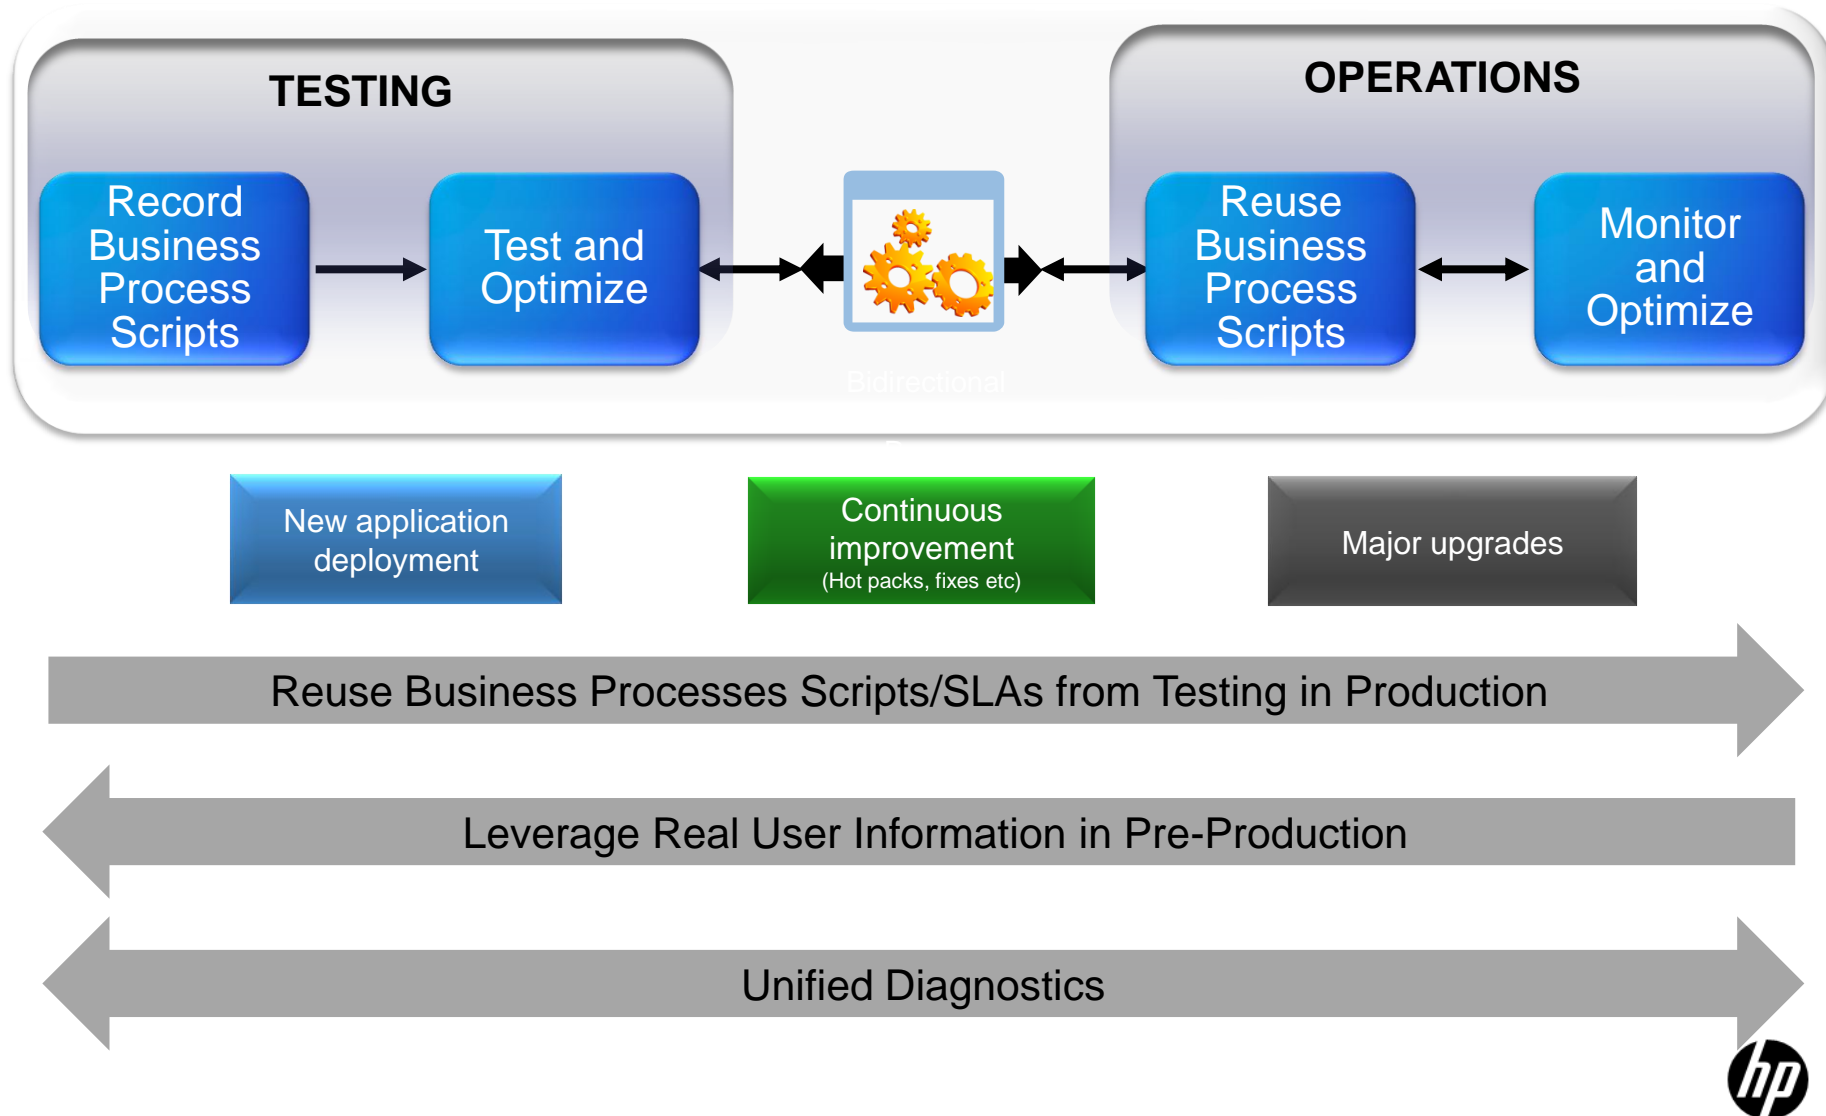 TESTING
OPERATIONS
Record
Business
Process
Scripts
Test and
Optimize
Reuse
Business
Process
Scripts
Monitor
and
Optimize
Bidirectional
New application
deployment
Continuous
improvement
(Hot packs, fixes etc)
Major upgrades
Reuse Business Processes Scripts/SLAs from Testing in Production
Leverage Real User Information in Pre-Production
Unified Diagnostics
hp